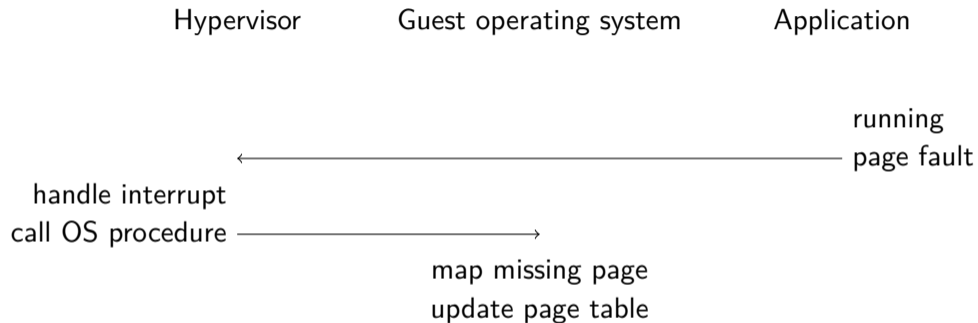 Hypervisor Guest operating system Application
running
page fault
handle interrupt
call OS procedure
map missing page
update page table